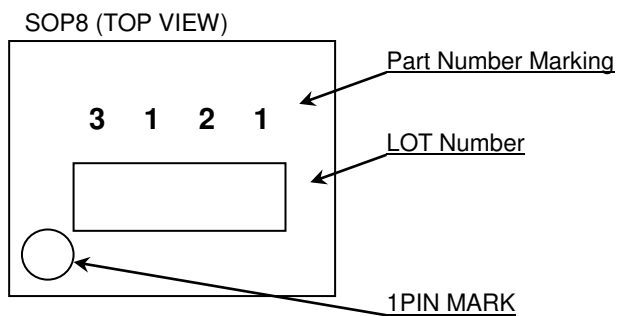 SOP8 (TOP VIEW)
Part Number Marking
3 1 2 1
LOT Number
1PIN MARK